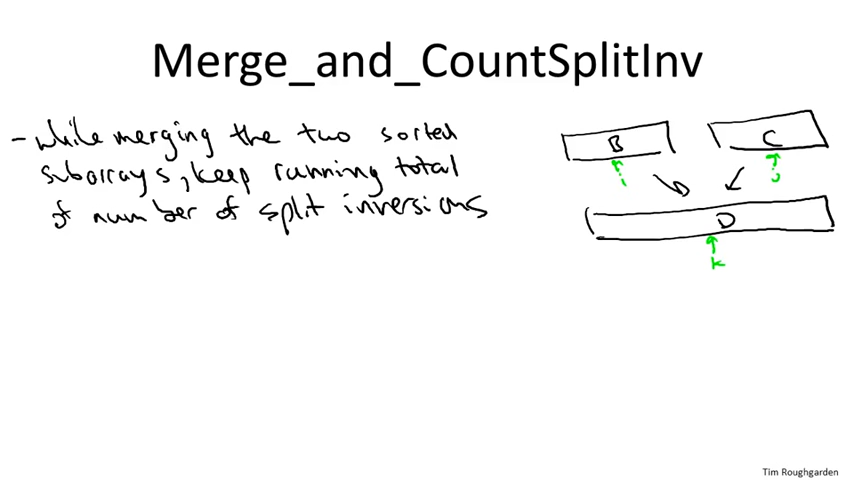 Merge_and_CountSplitInv
- while merging the two sorted
subarrays, keep running total
of number of split inversions
B
C
i
j
D
k
Tim Roughgarden